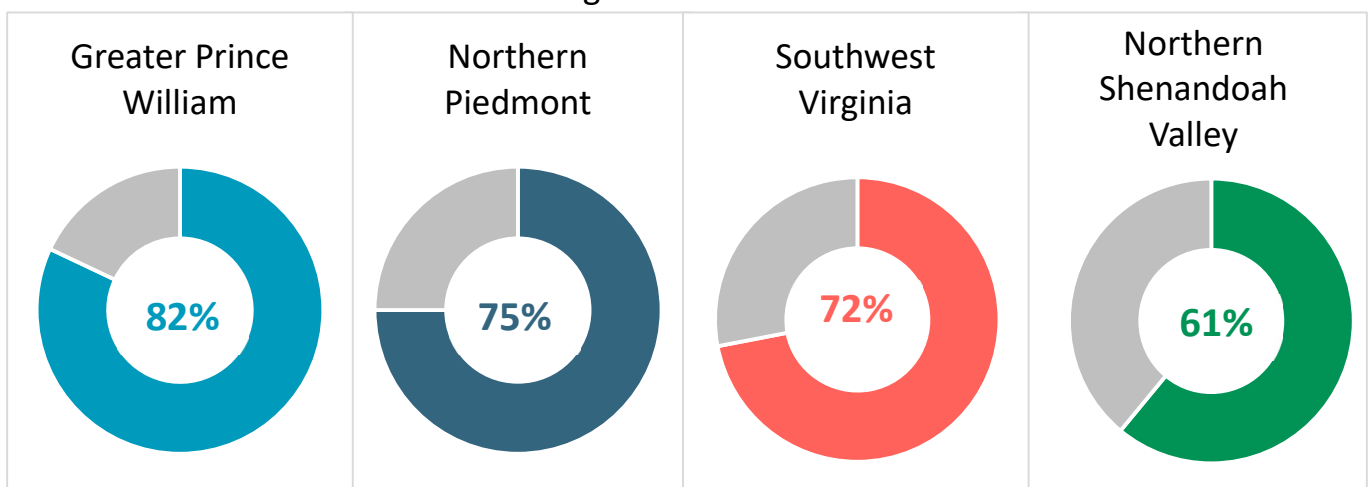 Greater Prince
William
82%
Northern
Piedmont
75%
Southwest
Virginia
72%
Northern
Shenandoah
Valley
61%